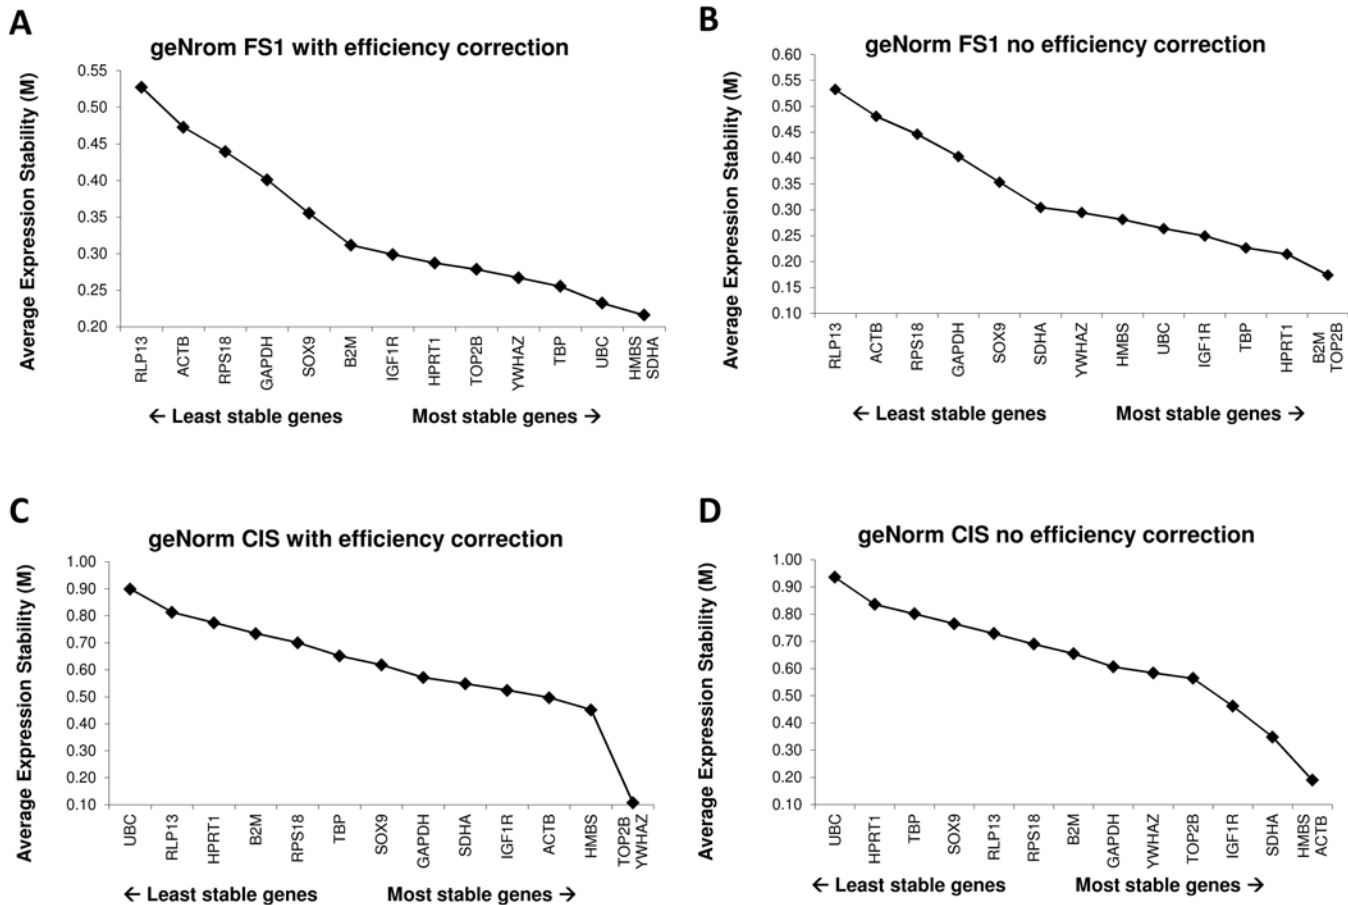 A
geNrom FS1 with efficiency correction
Average Expression Stability (M)
0.55
0.50
0.45
0.40
0.35
0.30
0.25
0.20
RLP13
ACTB
RPS18
GAPDH
SOX9
B2M
IGF1R
HPRT1
TOP2B
YWHAZ
TBP
UBC
HMBS
SDHA
← Least stable genes Most stable genes →
B
geNorm FS1 no efficiency correction
Average Expression Stability (M)
0.60
0.55
0.50
0.45
0.40
0.35
0.30
0.25
0.20
0.15
0.10
RLP13
ACTB
RPS18
GAPDH
SOX9
SDHA
YWHAZ
HMBS
UBC
IGF1R
TBP
HPRT1
B2M
TOP2B
← Least stable genes Most stable genes →
C
geNorm CIS with efficiency correction
Average Expression Stability (M)
1.00
0.90
0.80
0.70
0.60
0.50
0.40
0.30
0.20
0.10
UBC
RLP13
HPRT1
B2M
RPS18
TBP
SOX9
GAPDH
SDHA
IGF1R
ACTB
HMBS
TOP2B
YWHAZ
← Least stable genes Most stable genes →
D
geNorm CIS no efficiency correction
Average Expression Stability (M)
1.00
0.90
0.80
0.70
0.60
0.50
0.40
0.30
0.20
0.10
UBC
HPRT1
TBP
SOX9
RLP13
RPS18
B2M
GAPDH
YWHAZ
TOP2B
IGF1R
SDHA
HMBS
ACTB
← Least stable genes Most stable genes →